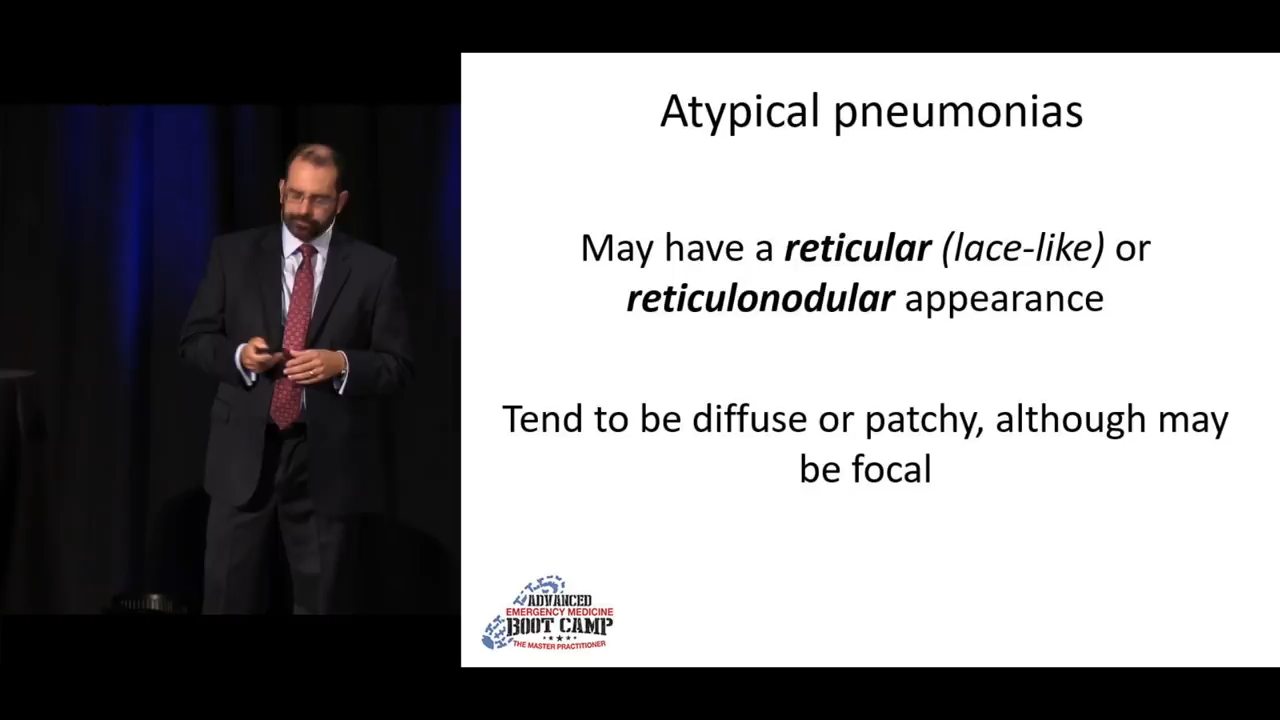 Atypical pneumonias
May have a reticular (lace-like) or
reticulonodular appearance
Tend to be diffuse or patchy, although may
be focal
ADVANCED
EMERGENCY MEDICINE
BOOT CAMP
THE MASTER PRACTITIONER